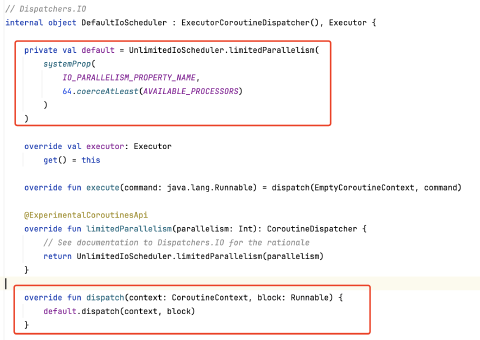 // Dispatchers.IO
internal object DefaultIoScheduler : ExecutorCoroutineDispatcher(), Executor {
private val default = UnlimitedIoScheduler.limitedParallelism(
systemProp(
IO_PARALLELISM_PROPERTY_NAME,
64.coerceAtLeast(AVAILABLE_PROCESSORS)
)
)
override val executor: Executor
get() = this
override fun execute(command: java.lang.Runnable) = dispatch(EmptyCoroutineContext, command)
@ExperimentalCoroutinesApi
override fun limitedParallelism(parallelism: Int): CoroutineDispatcher {
// See documentation to Dispatchers.IO for the rationale
return UnlimitedIoScheduler.limitedParallelism(parallelism)
}
override fun dispatch(context: CoroutineContext, block: Runnable) {
default.dispatch(context, block)
}